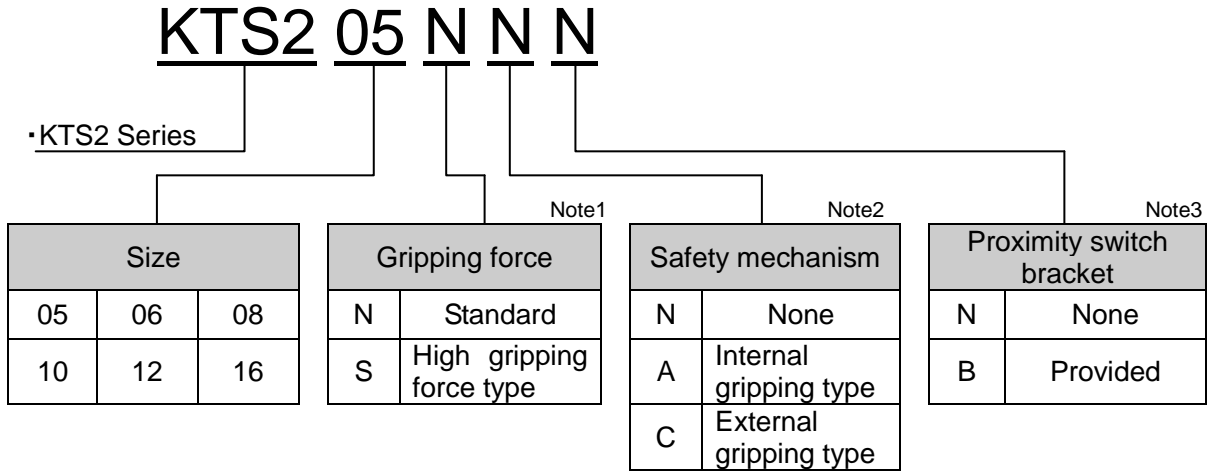 KTS2 05 N N N
・KTS2 Series
Note1
Note2
Note3
Size
05 06 08
10 12 16
Gripping force
N Standard
S High gripping
force type
Safety mechanism
N None
A Internal
gripping type
C External
gripping type
Proximity switch
bracket
N None
B Provided